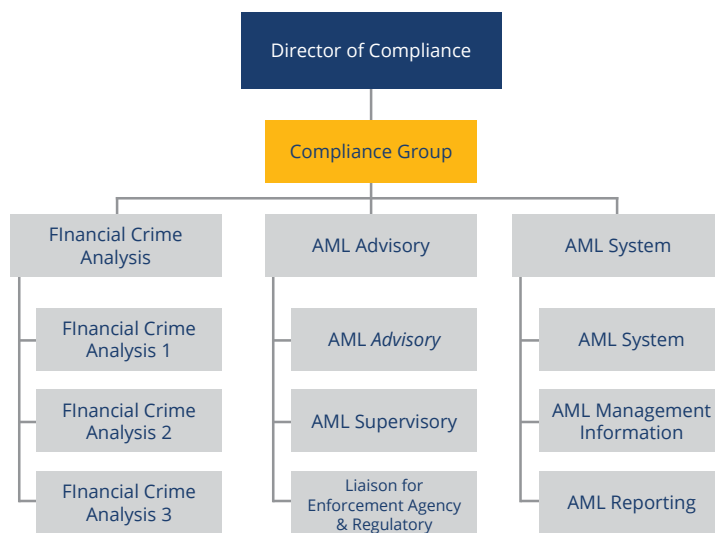 Director of Compliance
Compliance Group
FInancial Crime
Analysis
AML Advisory
AML System
FInancial Crime
Analysis 1
AML Advisory
AML System
FInancial Crime
Analysis 2
AML Supervisory
AML Management
Information
FInancial Crime
Analysis 3
Liaison for
Enforcement Agency
& Regulatory
AML Reporting